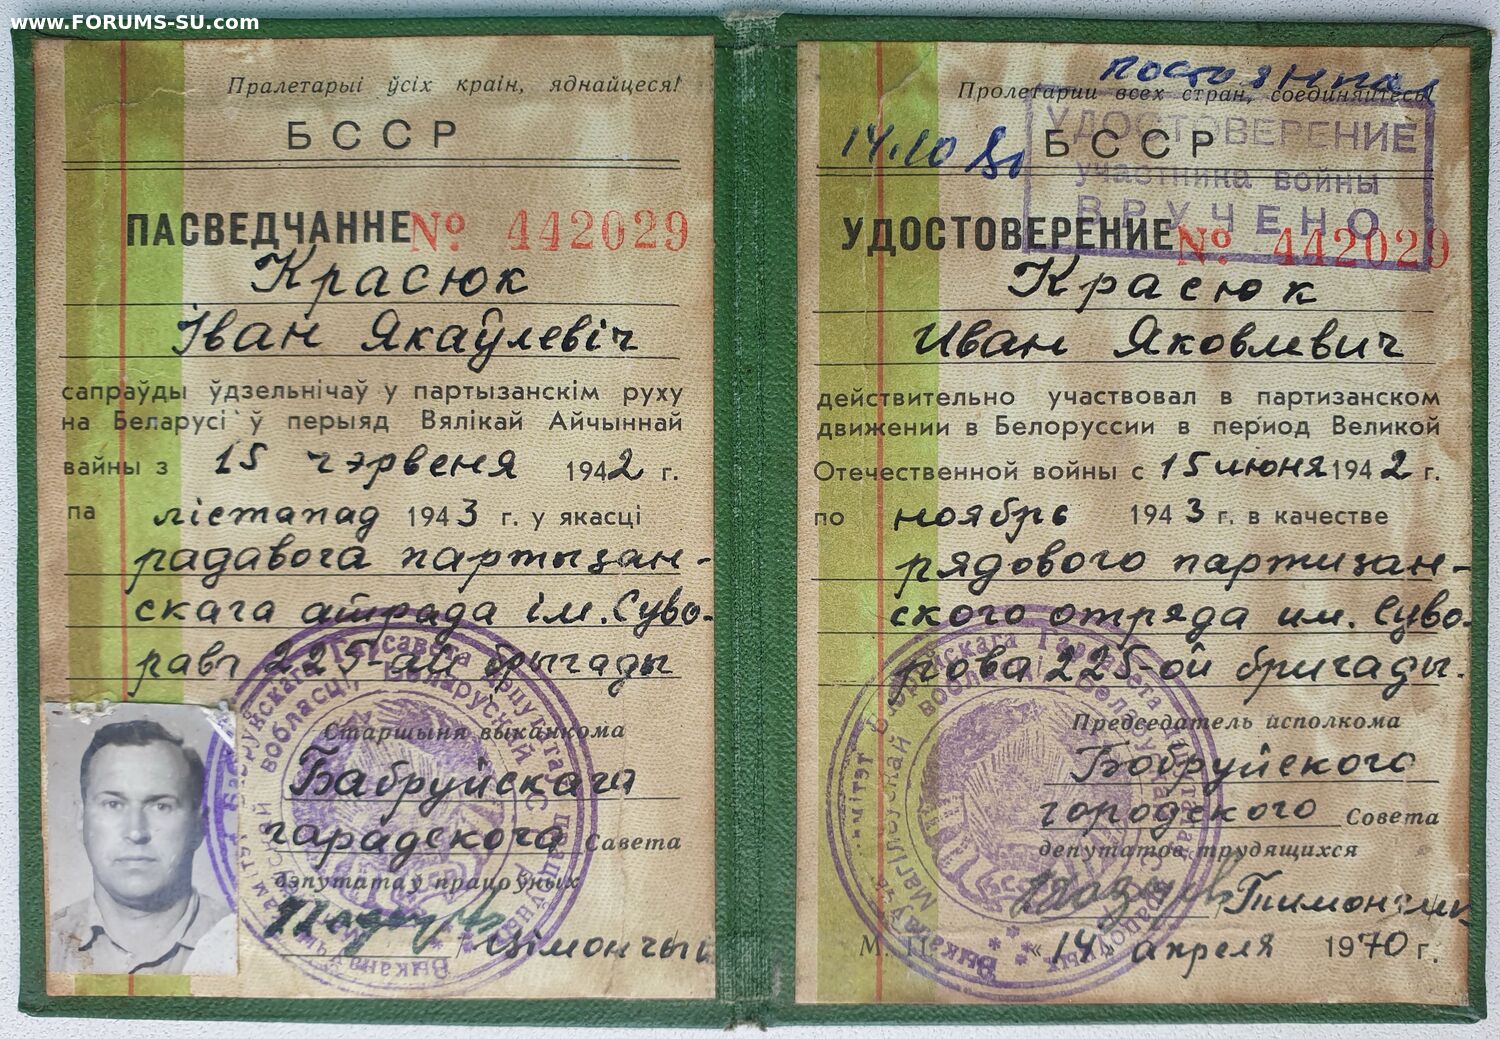 www.FORUMS-SU.com
Пралетарыі ўсіх краін, яднайцеся!
БССР
ПАСВЕДЧАННЕ № 442029
Красюк
Іван Якаўлевіч
сапраўды ўдзельнічаў у партызанскім руху
на Беларусі ў перыяд Вялікай Айчыннай
вайны з 15 чэрвеня 1942 г.
па лістапад 1943 г. у якасці
радавога партызан-
скага атрада ім. Суво-
рава 225-ай брыгады
Старшыня выканкома
Бабруйскага
гарадскога Савета
дэпутатаў працоўных
Цімончы
постоянная
Пролетарии всех стран, соединяйтесь!
14.10
БССР
УДОСТОВЕРЕНИЕ
участника войны
ВРУЧЕНО
УДОСТОВЕРЕНИЕ № 442029
Красюк
Иван Яковлевич
действительно участвовал в партизанском
движении в Белоруссии в период Великой
Отечественной войны с 15 июня 1942 г.
по ноябрь 1943 г. в качестве
рядового партизан-
ского отряда им. Суво-
рова 225-ой бригады.
Председатель исполкома
Бобруйского
городского Совета
депутатов трудящихся
М. П. "14 апреля 1970 г.